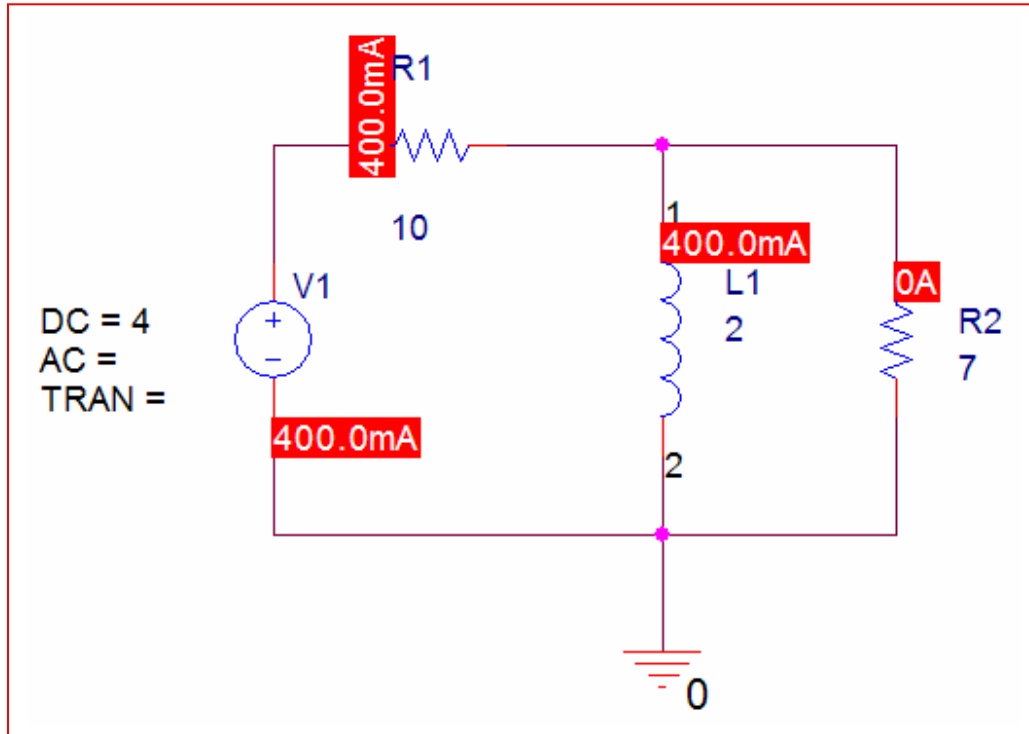 400.0mA
R1
10
V1
DC = 4
AC =
TRAN =
400.0mA
1
400.0mA
L1
2
2
0A
R2
7
0